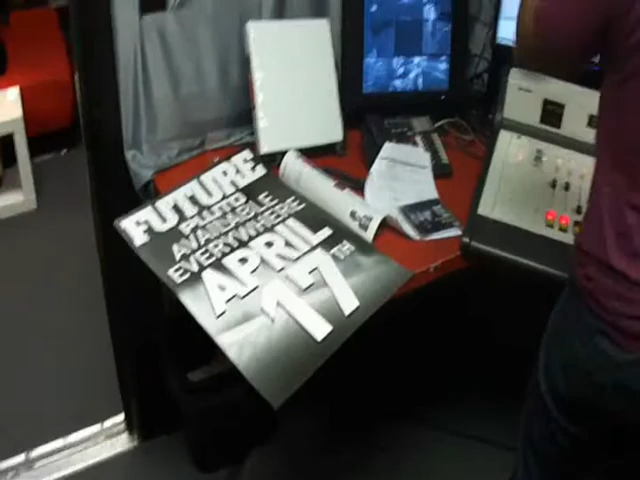 FUTURE
PLUTO
AVAILABLE
EVERYWHERE
APRIL
17TH